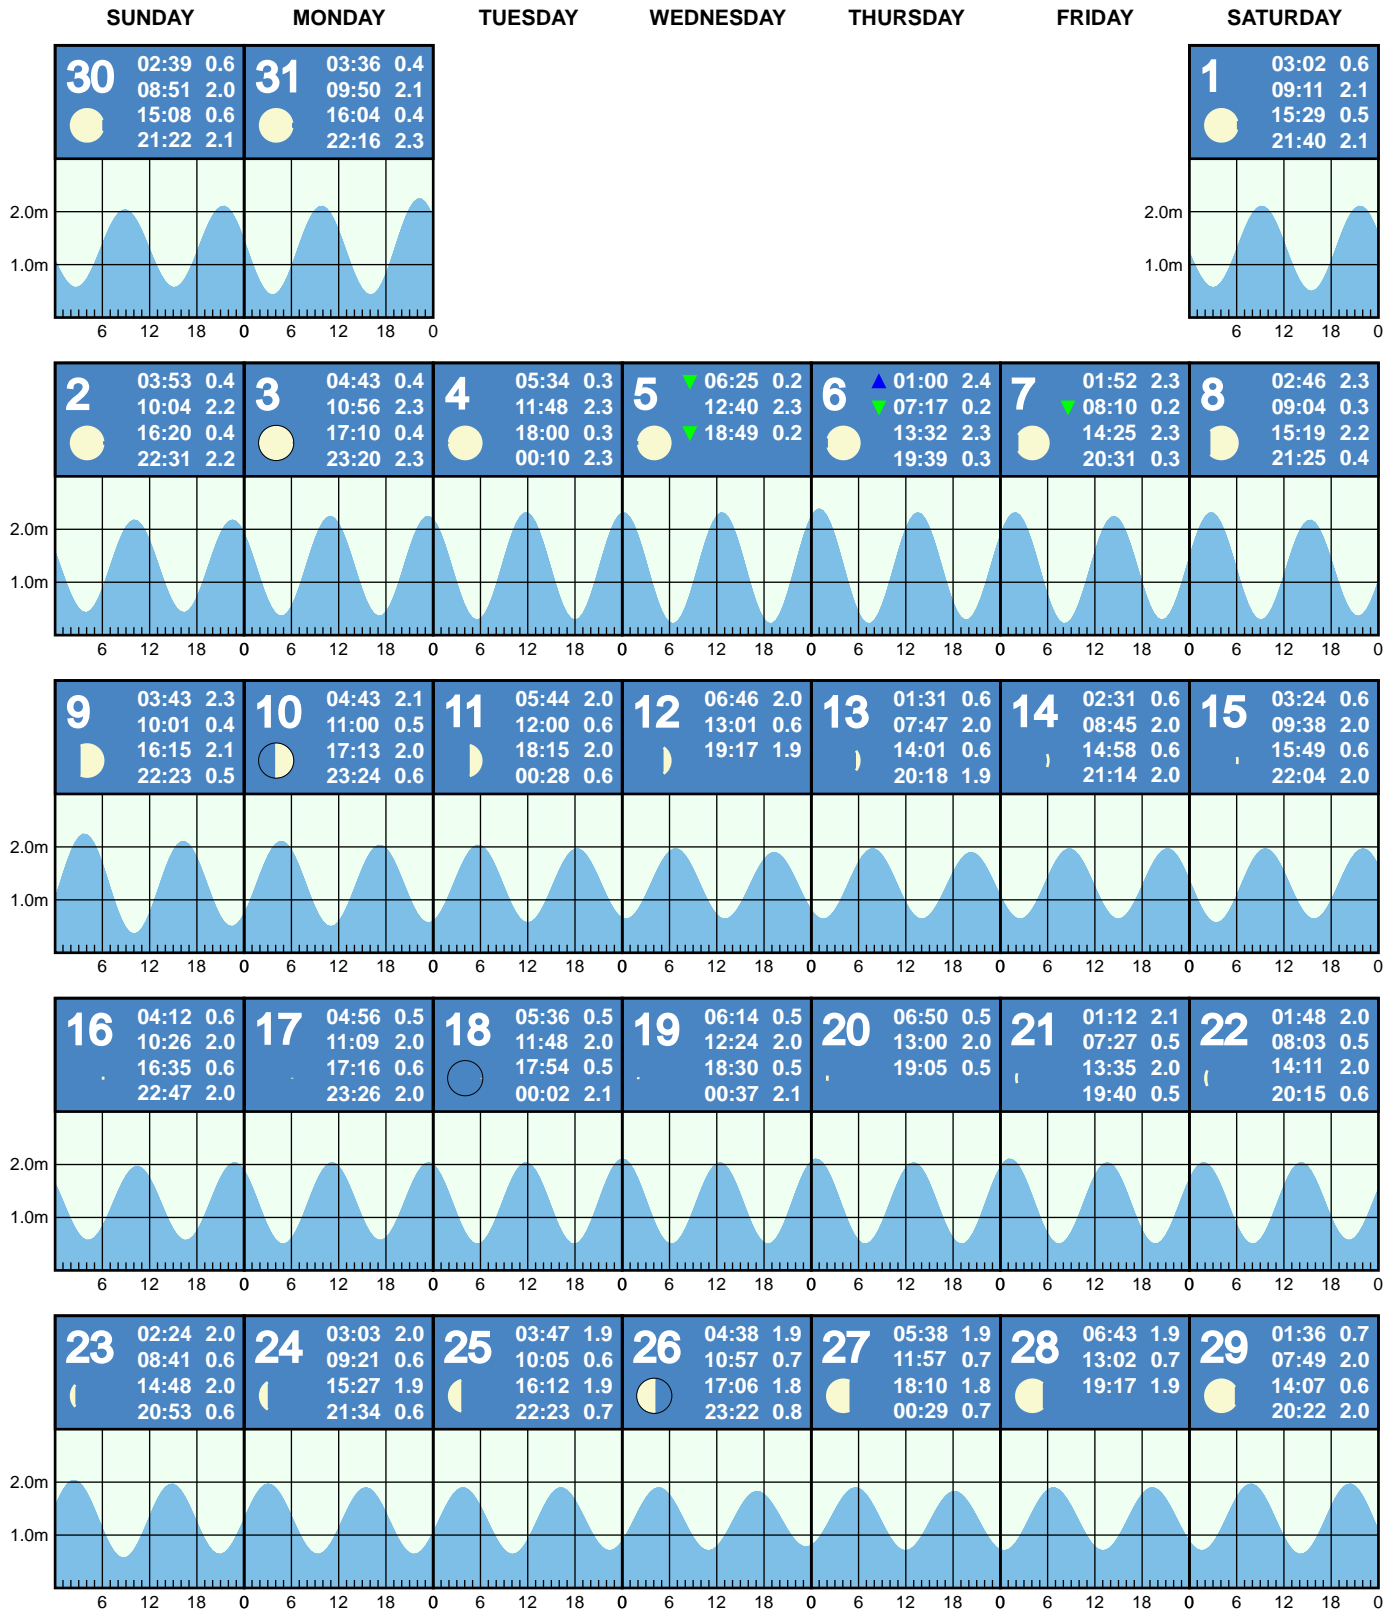 SUNDAY MONDAY TUESDAY WEDNESDAY THURSDAY FRIDAY SATURDAY
30 02:39 0.6
08:51 2.0
15:08 0.6
21:22 2.1
31 03:36 0.4
09:50 2.1
16:04 0.4
22:16 2.3
1 03:02 0.6
09:11 2.1
15:29 0.5
21:40 2.1
2.0m 2.0m
1.0m 1.0m
6 12 18 0 6 12 18 0 6 12 18 0
2 03:53 0.4
10:04 2.2
16:20 0.4
22:31 2.2
3 04:43 0.4
10:56 2.3
17:10 0.4
23:20 2.3
4 05:34 0.3
11:48 2.3
18:00 0.3
00:10 2.3
5 06:25 0.2
12:40 2.3
18:49 0.2
6 01:00 2.4
07:17 0.2
13:32 2.3
19:39 0.3
7 01:52 2.3
08:10 0.2
14:25 2.3
20:31 0.3
8 02:46 2.3
09:04 0.3
15:19 2.2
21:25 0.4
2.0m
1.0m
6 12 18 0 6 12 18 0 6 12 18 0 6 12 18 0 6 12 18 0 6 12 18 0 6 12 18 0
9 03:43 2.3
10:01 0.4
16:15 2.1
22:23 0.5
10 04:43 2.1
11:00 0.5
17:13 2.0
23:24 0.6
11 05:44 2.0
12:00 0.6
18:15 2.0
00:28 0.6
12 06:46 2.0
13:01 0.6
19:17 1.9
13 01:31 0.6
07:47 2.0
14:01 0.6
20:18 1.9
14 02:31 0.6
08:45 2.0
14:58 0.6
21:14 2.0
15 03:24 0.6
09:38 2.0
15:49 0.6
22:04 2.0
2.0m
1.0m
6 12 18 0 6 12 18 0 6 12 18 0 6 12 18 0 6 12 18 0 6 12 18 0 6 12 18 0
16 04:12 0.6
10:26 2.0
16:35 0.6
22:47 2.0
17 04:56 0.5
11:09 2.0
17:16 0.6
23:26 2.0
18 05:36 0.5
11:48 2.0
17:54 0.5
00:02 2.1
19 06:14 0.5
12:24 2.0
18:30 0.5
00:37 2.1
20 06:50 0.5
13:00 2.0
19:05 0.5
21 01:12 2.1
07:27 0.5
13:35 2.0
19:40 0.5
22 01:48 2.0
08:03 0.5
14:11 2.0
20:15 0.6
2.0m
1.0m
6 12 18 0 6 12 18 0 6 12 18 0 6 12 18 0 6 12 18 0 6 12 18 0 6 12 18 0
23 02:24 2.0
08:41 0.6
14:48 2.0
20:53 0.6
24 03:03 2.0
09:21 0.6
15:27 1.9
21:34 0.6
25 03:47 1.9
10:05 0.6
16:12 1.9
22:23 0.7
26 04:38 1.9
10:57 0.7
17:06 1.8
23:22 0.8
27 05:38 1.9
11:57 0.7
18:10 1.8
00:29 0.7
28 06:43 1.9
13:02 0.7
19:17 1.9
29 01:36 0.7
07:49 2.0
14:07 0.6
20:22 2.0
2.0m
1.0m
6 12 18 0 6 12 18 0 6 12 18 0 6 12 18 0 6 12 18 0 6 12 18 0 6 12 18 0